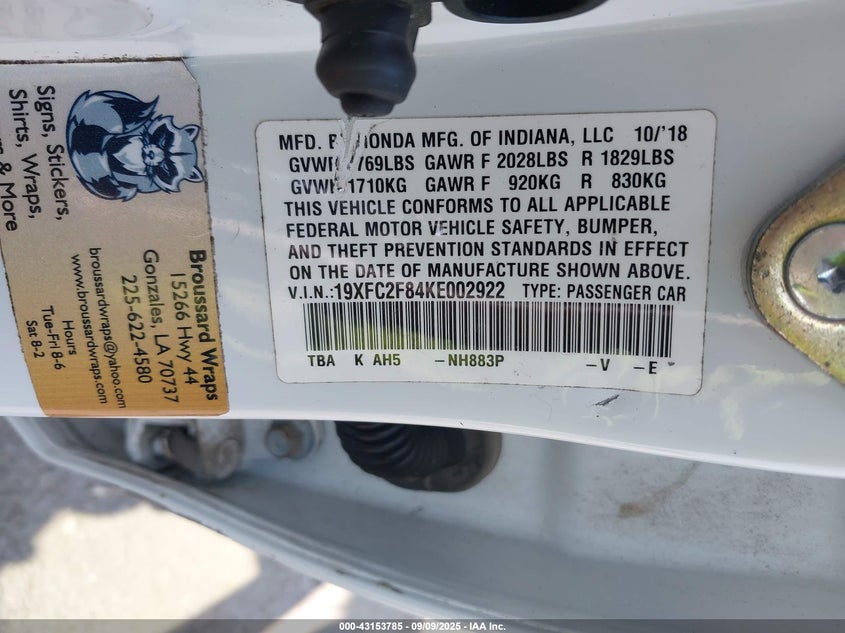 MFD. B HONDA MFG. OF INDIANA, LLC 10/'18
769LBS GAWR F 2028LBS R 1829LBS
1710KG GAWR F 920KG R 830KG
THIS VEHICLE CONFORMS TO ALL APPLICABLE
FEDERAL MOTOR VEHICLE SAFETY, BUMPER,
AND THEFT PREVENTION STANDARDS IN EFFECT
ON THE DATE OF MANUFACTURE SHOWN ABOVE.
V.I.N.:19XFC2F84KE002922 TYPE: PASSENGER CAR
TBA K AH5 -NH883P -V -E
Signs, Stickers,
Shirts, Wraps,
& More
Broussard Wraps
15266 Hwy 44
Gonzales, LA 70737
225-622-4580
broussardwraps@yahoo.com
www.broussardwraps.com
Hours
Tue-Fri 8-6
Sat 8-2
000-43153785 - 09/09/2025 - IAA Inc.